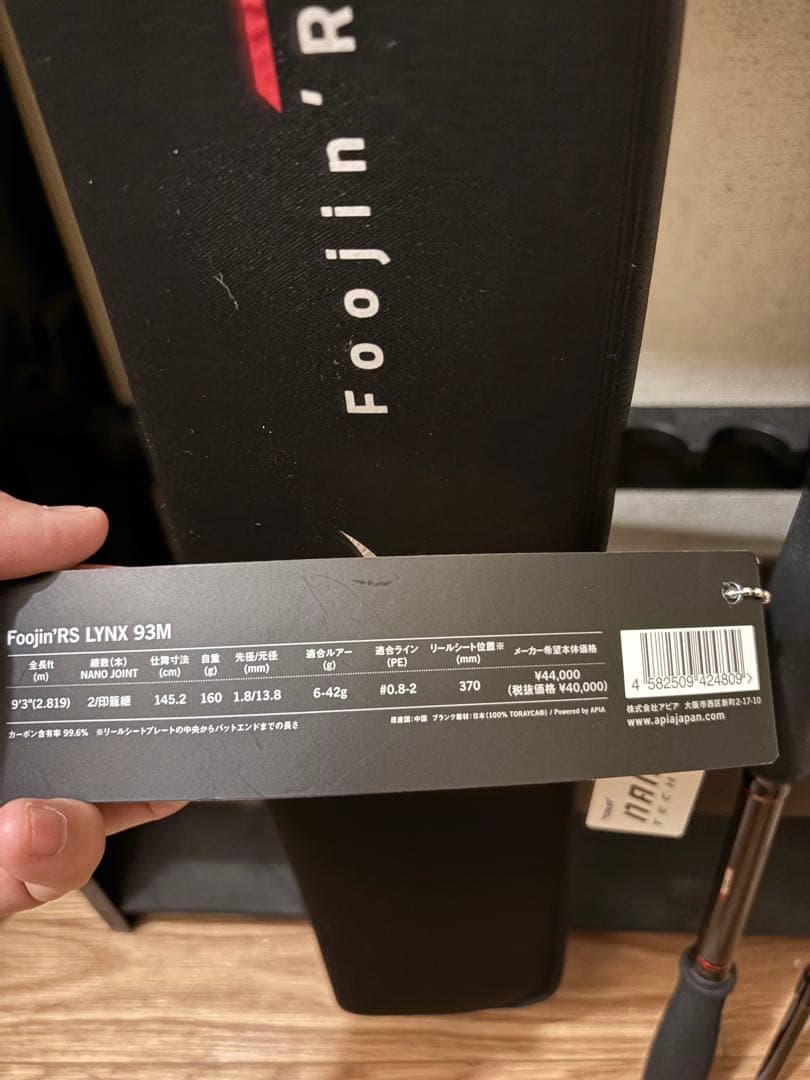 Foojin'R
Foojin'RS LYNX 93M
全長ft (m) 継数(本) NANO JOINT 仕舞寸法 (cm) 自重 (g) 先径/元径 (mm) 適合ルアー (g) 適合ライン (PE) リールシート位置※ (mm) メーカー希望本体価格
9'3"(2.819) 2/印籠継 145.2 160 1.8/13.8 6-42g #0.8-2 370 ¥44,000 (税抜価格 ¥40,000)
カーボン含有率 99.6% ※リールシートプレートの中央からバットエンドまでの長さ
原産国:中国 ブランク素材:日本(100% TORAYCA®) / Powered by APIA
4 582509 424809 >
株式会社アピア 大阪市西区新町2-17-10
www.apiajapan.com
TECH